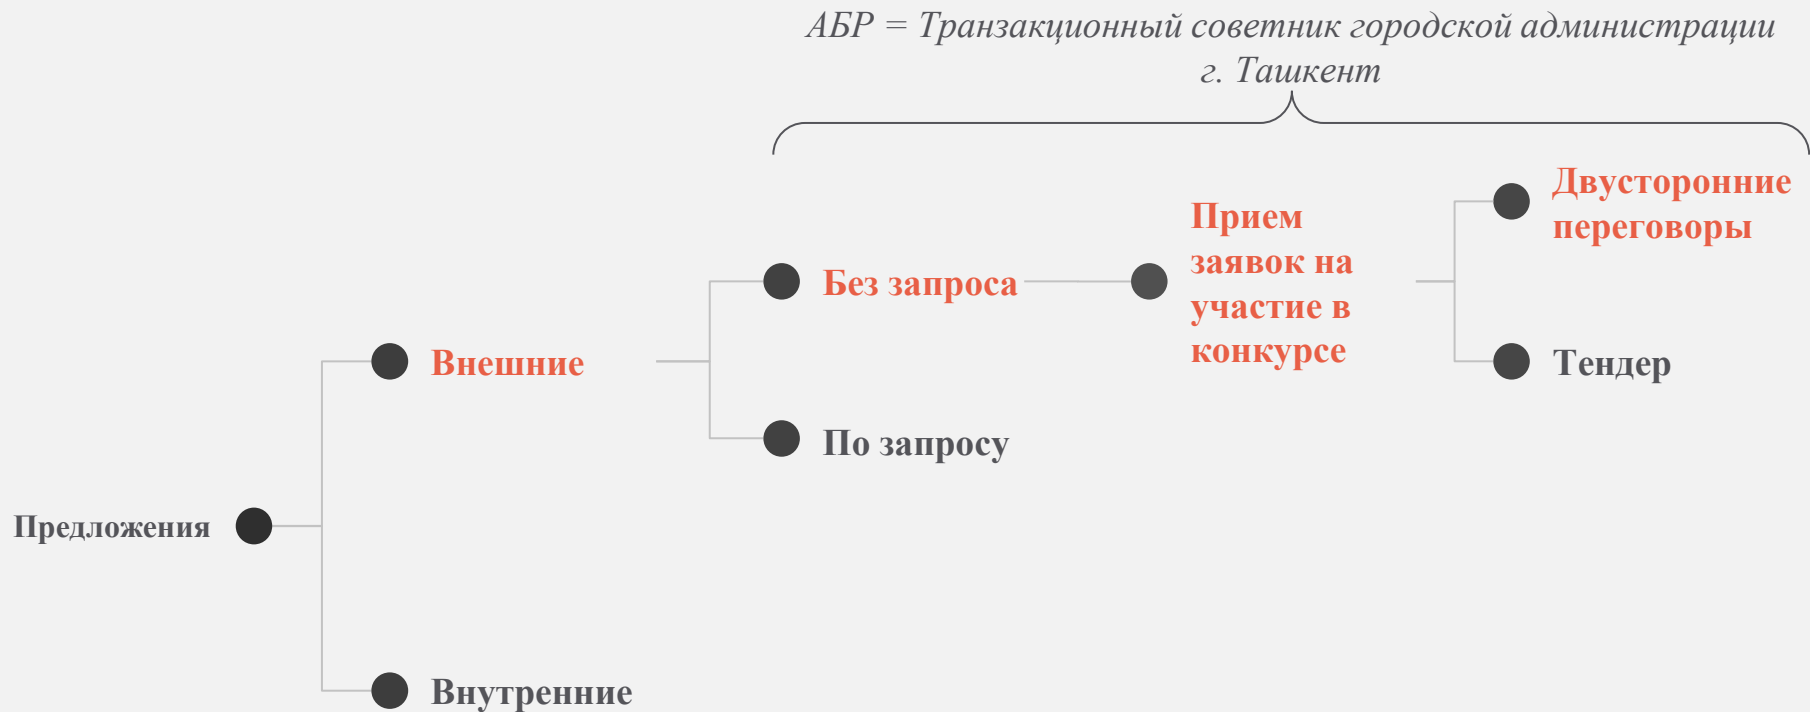 АБР = Транзакционный советник городской администрации
г. Ташкент
Двусторонние
переговоры
Прием
заявок на
участие в
конкурсе
Без запроса
Внешние
Тендер
По запросу
Предложения
Внутренние